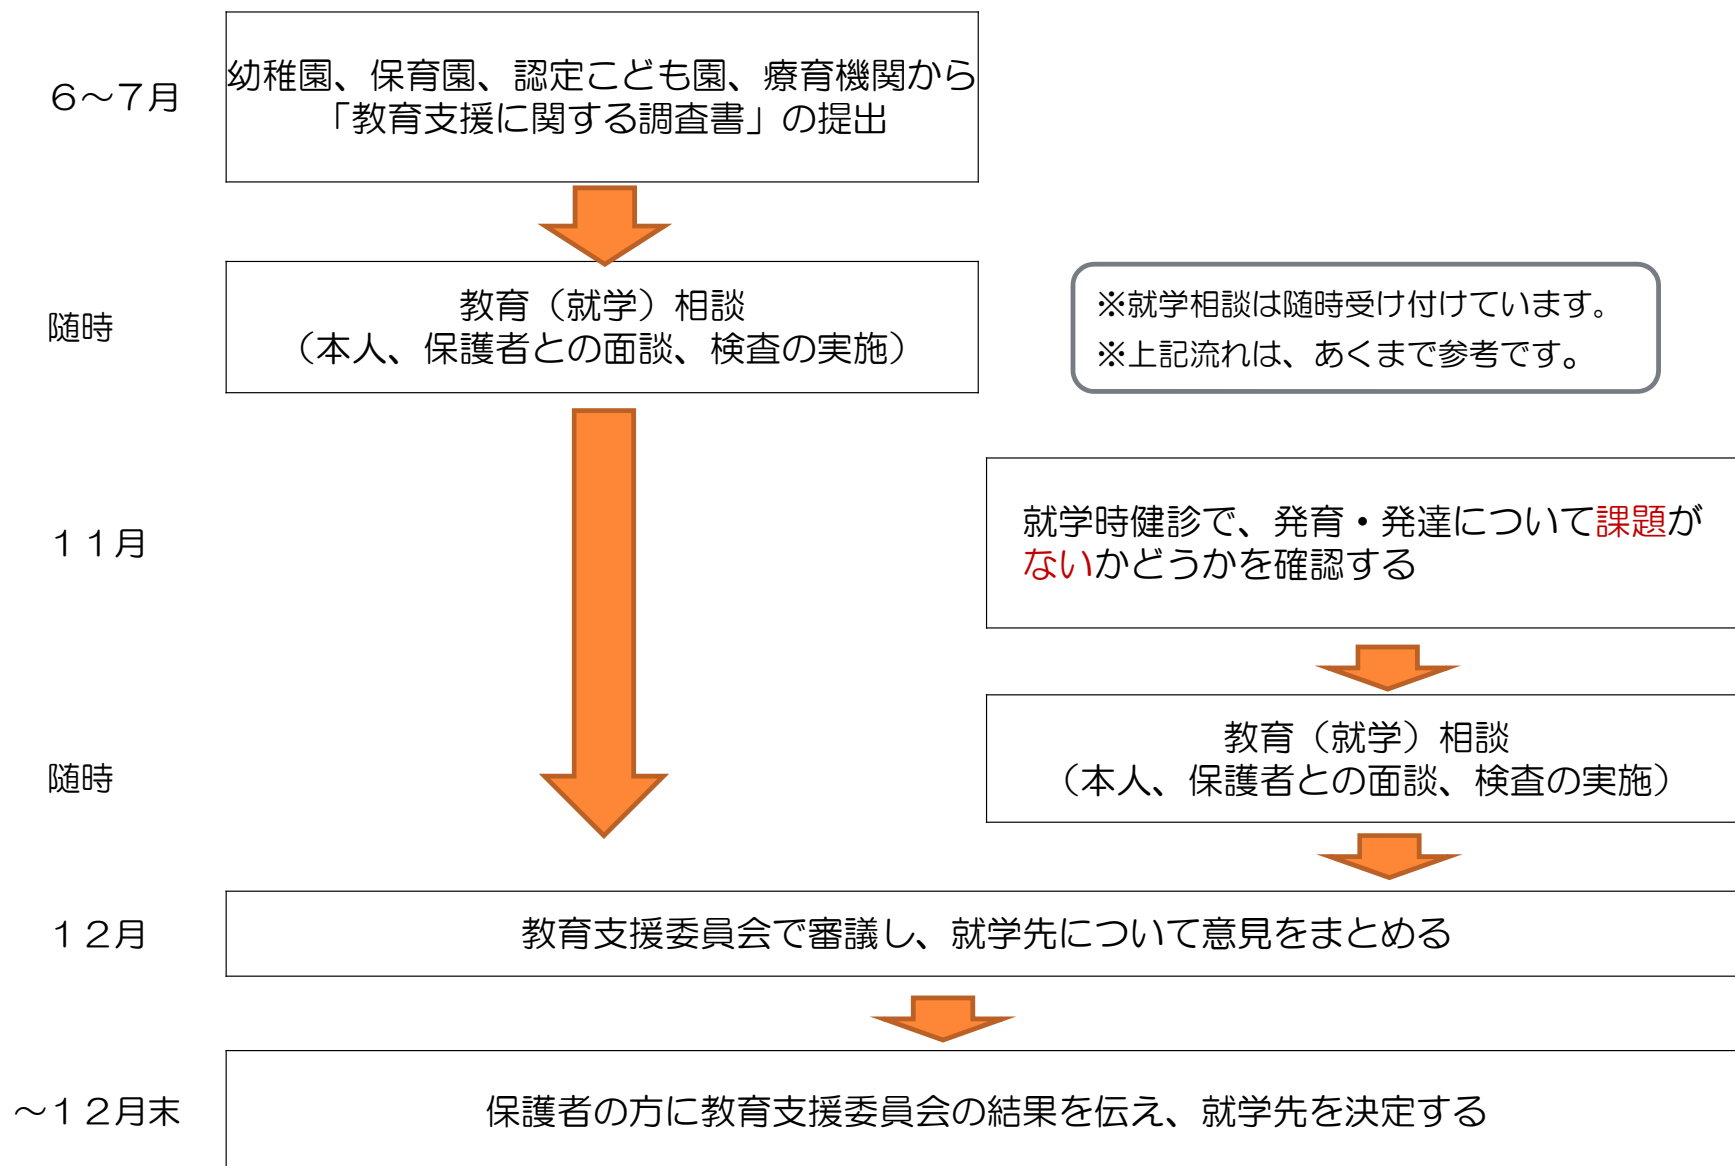 ６～７月
幼稚園、保育園、認定こども園、療育機関から
「教育支援に関する調査書」の提出
随時
教育（就学）相談
（本人、保護者との面談、検査の実施）
※就学相談は随時受け付けています。
※上記流れは、あくまで参考です。
１１月
就学時健診で、発育・発達について課題が
ないかどうかを確認する
随時
教育（就学）相談
（本人、保護者との面談、検査の実施）
１２月
教育支援委員会で審議し、就学先について意見をまとめる
～１２月末
保護者の方に教育支援委員会の結果を伝え、就学先を決定する